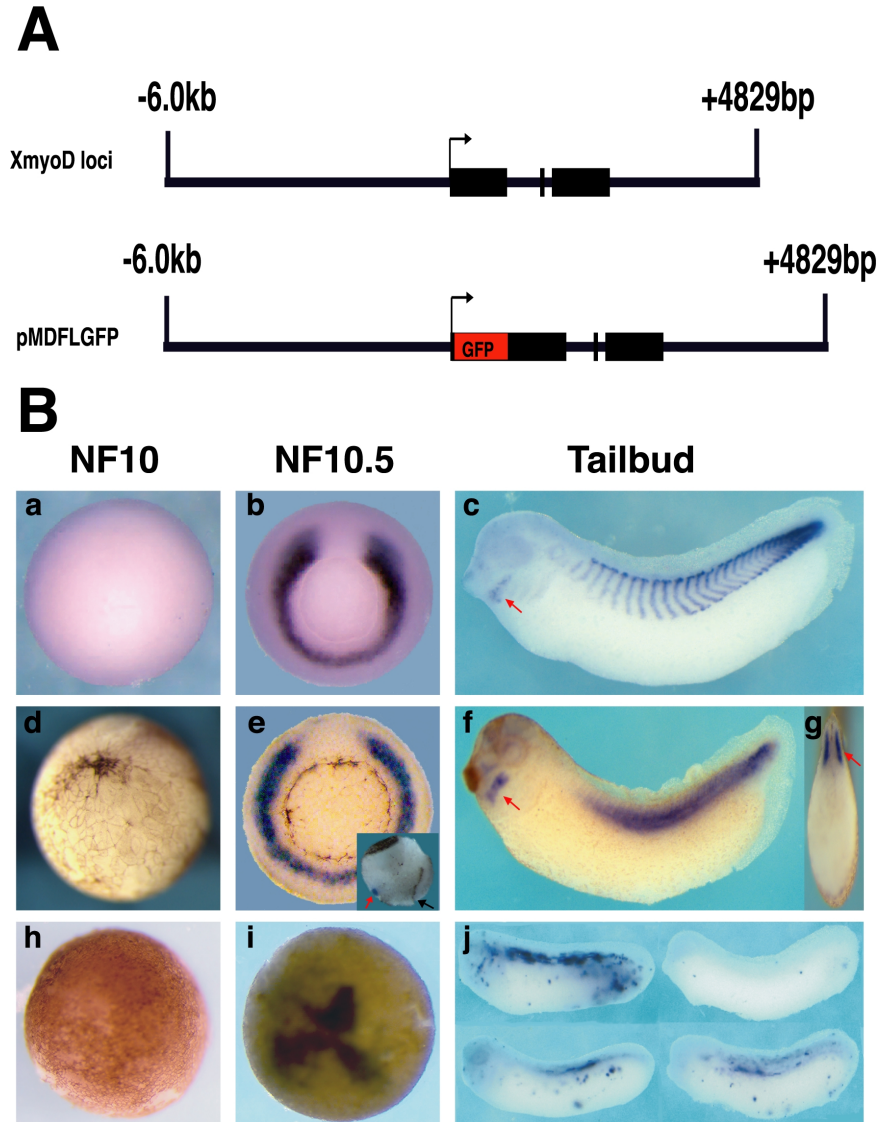 A
-6.0kb +4829bp
XmyoD loci
-6.0kb +4829bp
pMDFLGFP
GFP
B
NF10 NF10.5 Tailbud
a b c
d e f g
h i j